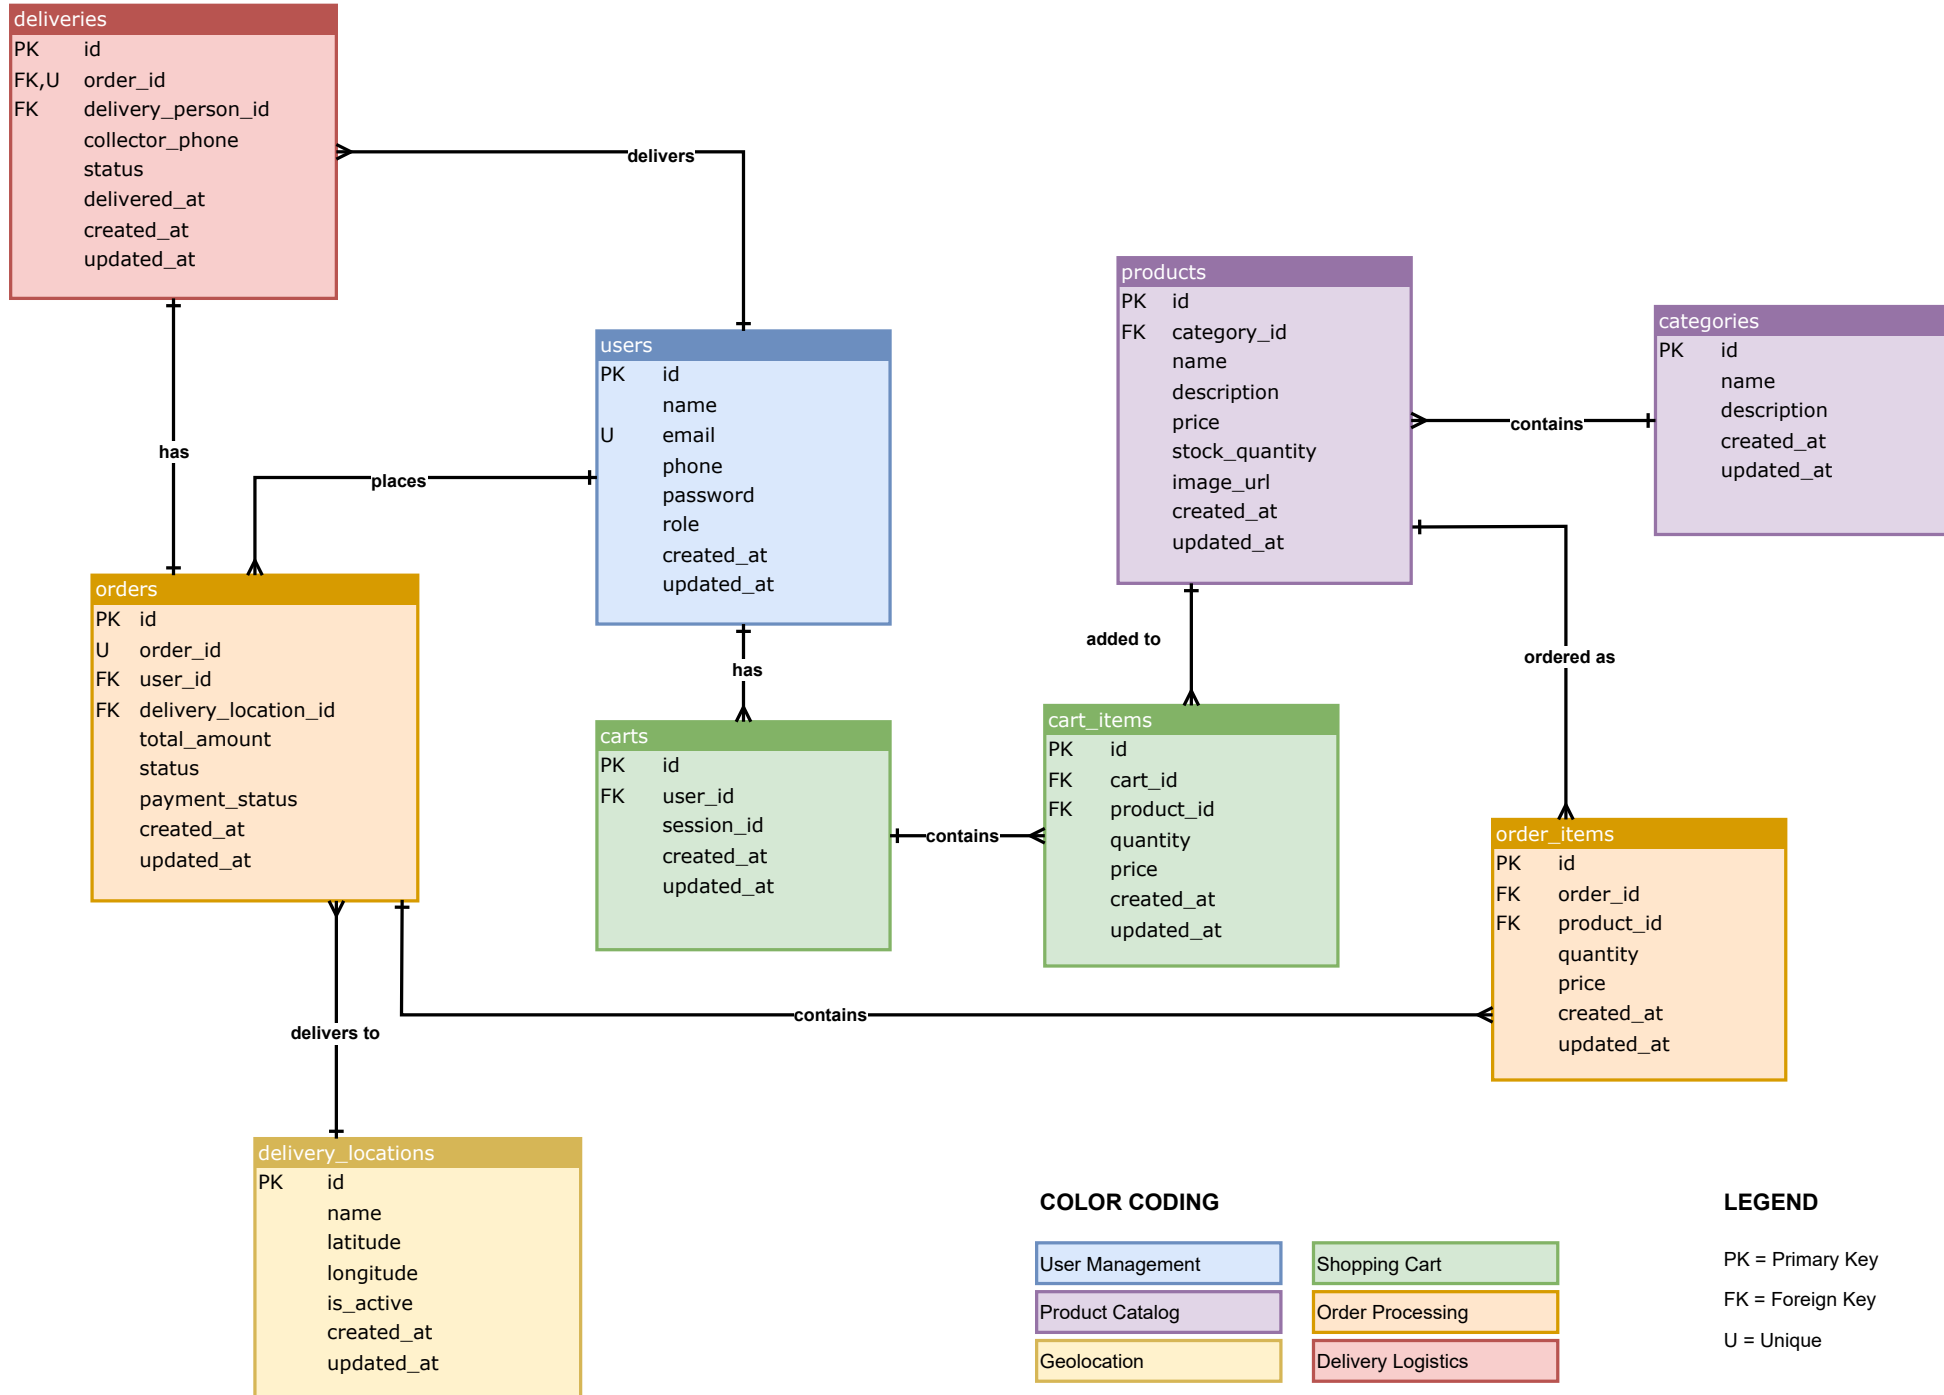 deliveries
PK id
FK,U order_id
FK delivery_person_id
collector_phone
status
delivered_at
created_at
updated_at
delivers
has
places
users
PK id
name
U email
phone
password
role
created_at
updated_at
products
PK id
FK category_id
name
description
price
stock_quantity
image_url
created_at
updated_at
contains
categories
PK id
name
description
created_at
updated_at
orders
PK id
U order_id
FK user_id
FK delivery_location_id
total_amount
status
payment_status
created_at
updated_at
has
added to
ordered as
carts
PK id
FK user_id
session_id
created_at
updated_at
contains
cart_items
PK id
FK cart_id
FK product_id
quantity
price
created_at
updated_at
order_items
PK id
FK order_id
FK product_id
quantity
price
created_at
updated_at
contains
delivers to
delivery_locations
PK id
name
latitude
longitude
is_active
created_at
updated_at
COLOR CODING
User Management
Shopping Cart
Product Catalog
Order Processing
Geolocation
Delivery Logistics
LEGEND
PK = Primary Key
FK = Foreign Key
U = Unique